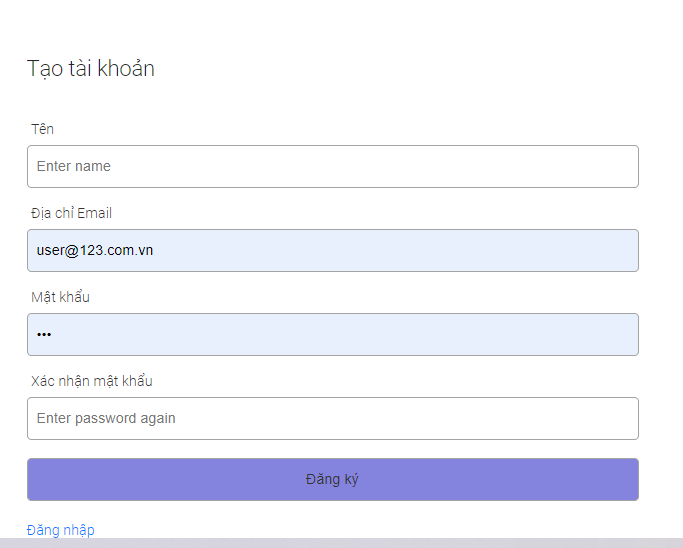 Tạo tài khoản
Tên
Enter name
Địa chỉ Email
user@123.com.vn
Mật khẩu
•••
Xác nhận mật khẩu
Enter password again
Đăng ký
Đăng nhập